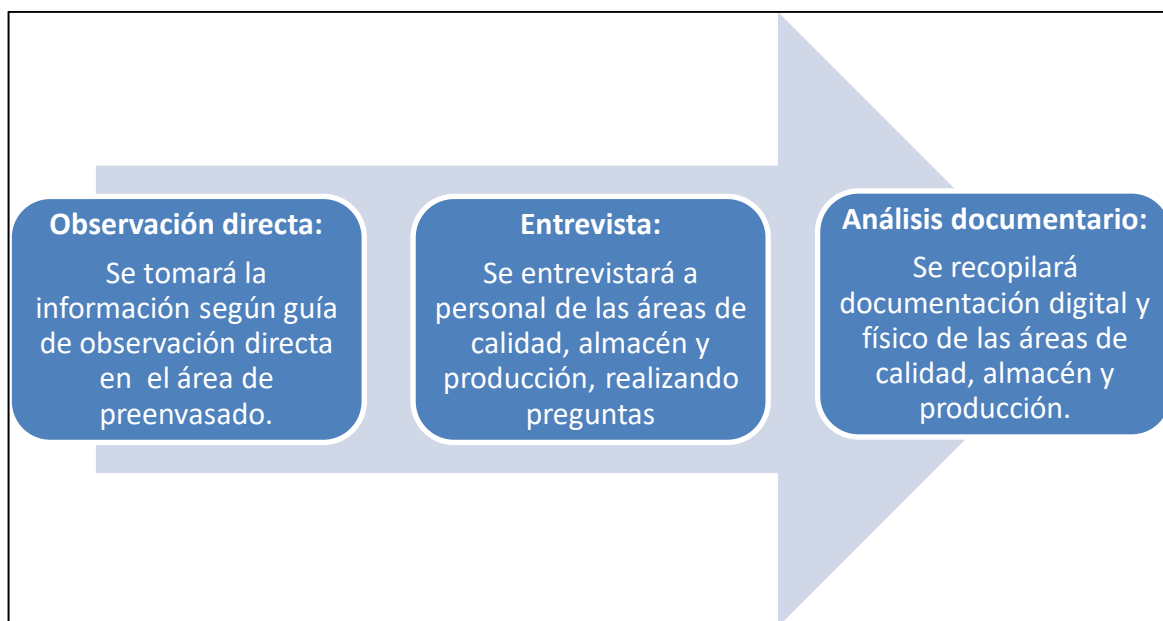 Observación directa:
Se tomará la
información según guía
de observación directa
en el área de
preenvasado.
Entrevista:
Se entrevistará a
personal de las áreas de
calidad, almacén y
producción, realizando
preguntas
Análisis documentario:
Se recopilará
documentación digital y
físico de las áreas de
calidad, almacén y
producción.